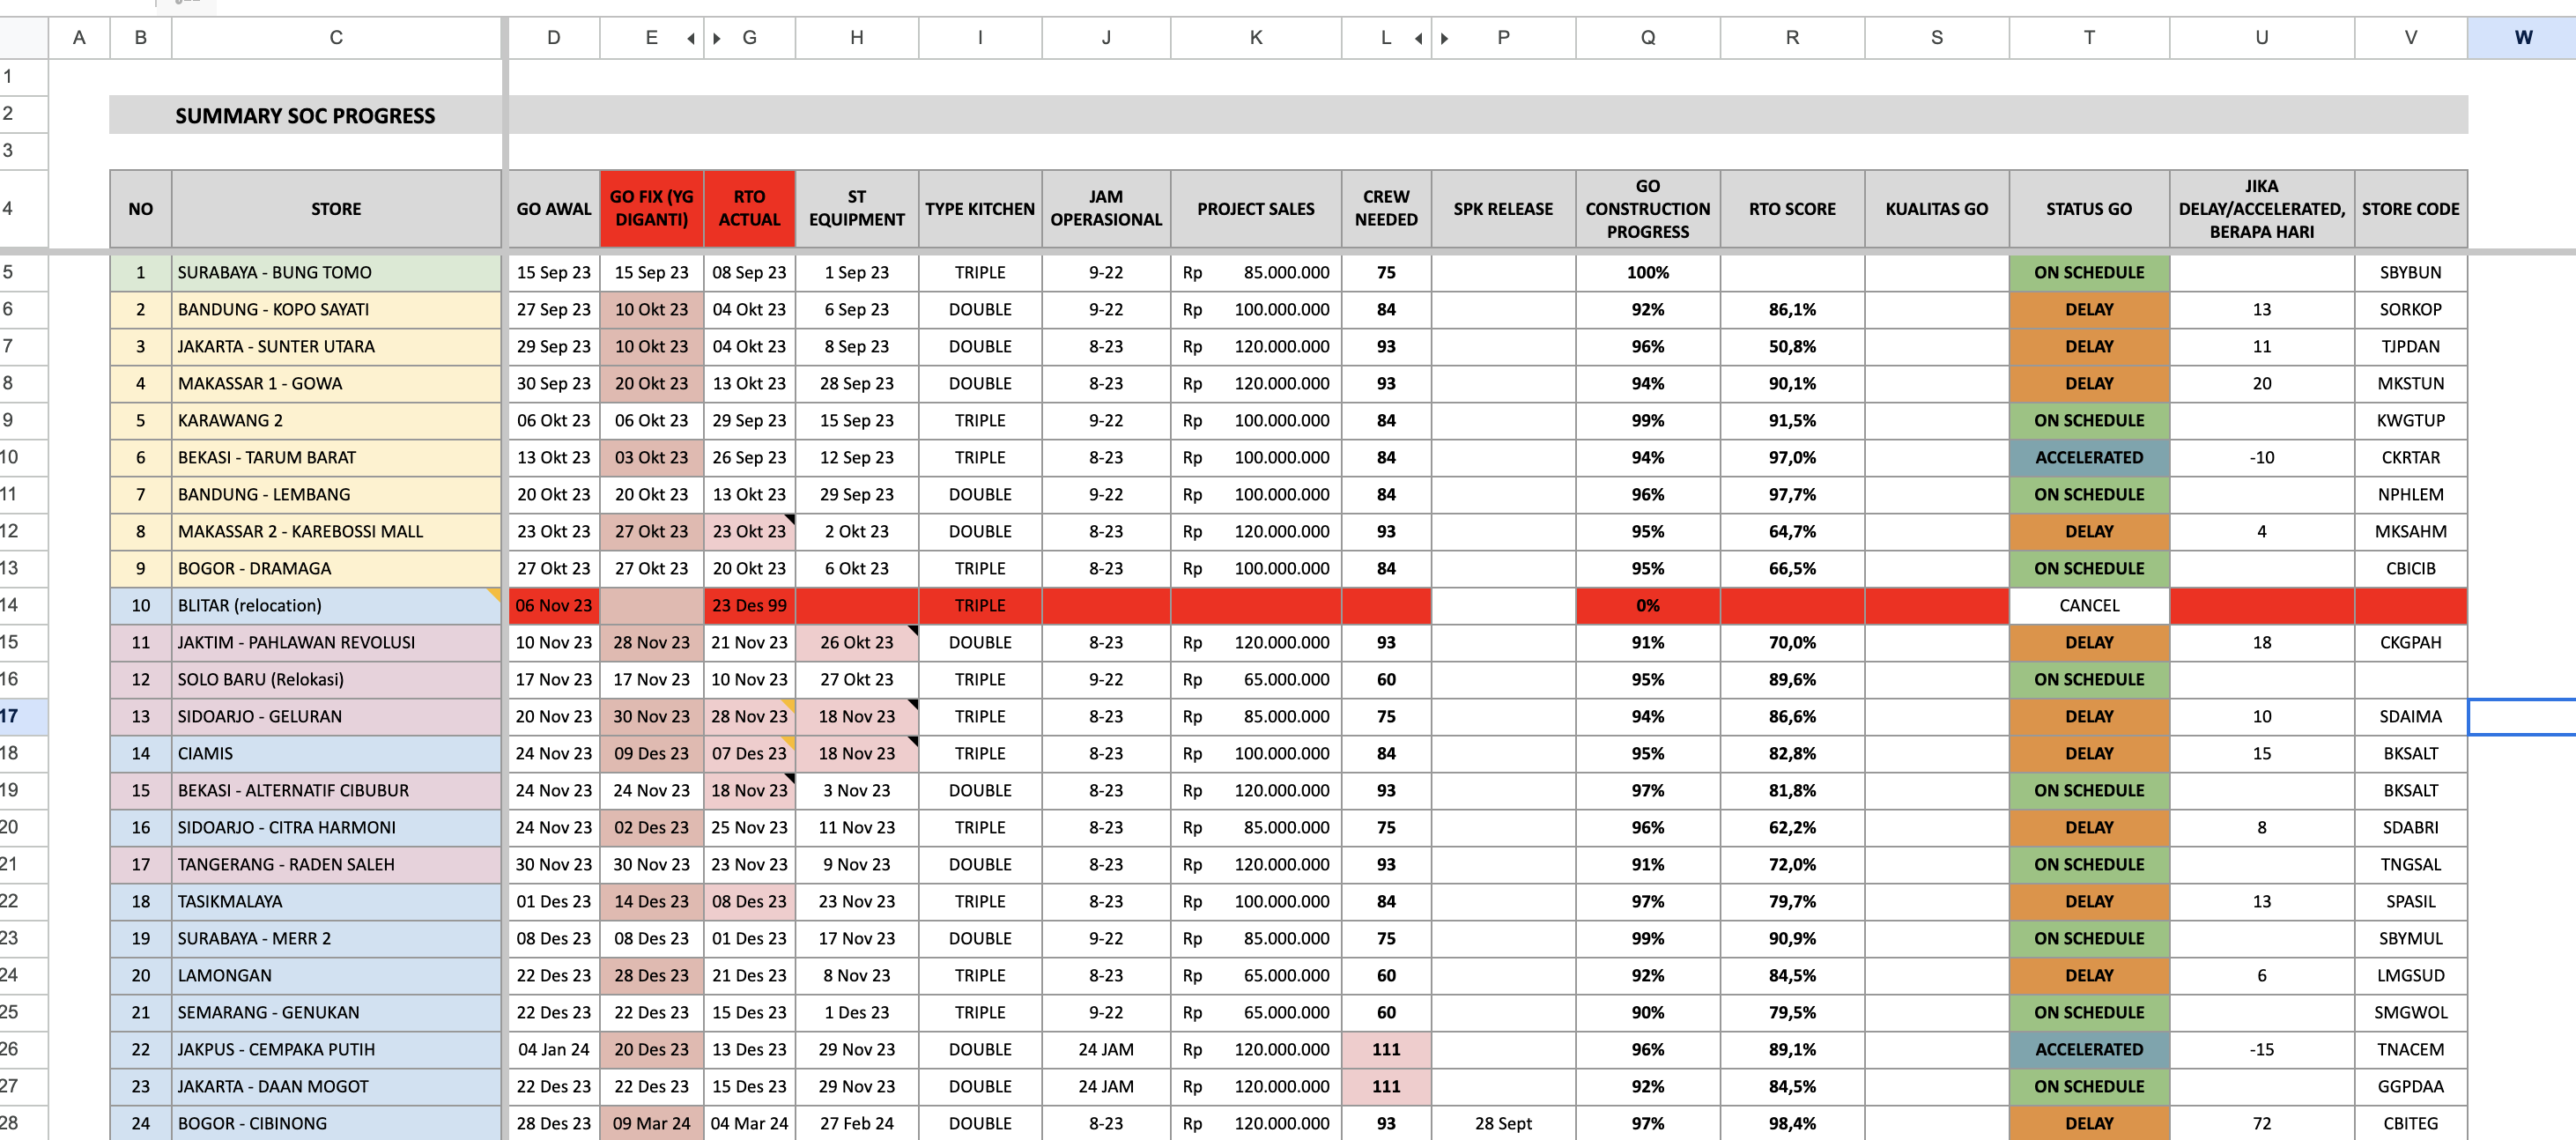 A B C D E G H I J K L P Q R S T U V W
1
2 SUMMARY SOC PROGRESS
3
4 NO STORE GO AWAL GO FIX (YG DIGANTI) RTO ACTUAL ST EQUIPMENT TYPE KITCHEN JAM OPERASIONAL PROJECT SALES CREW NEEDED SPK RELEASE GO CONSTRUCTION PROGRESS RTO SCORE KUALITAS GO STATUS GO JIKA DELAY/ACCELERATED, BERAPA HARI STORE CODE
5 1 SURABAYA - BUNG TOMO 15 Sep 23 15 Sep 23 08 Sep 23 1 Sep 23 TRIPLE 9-22 Rp 85.000.000 75 100% ON SCHEDULE SBYBUN
6 2 BANDUNG - KOPO SAYATI 27 Sep 23 10 Okt 23 04 Okt 23 6 Sep 23 DOUBLE 9-22 Rp 100.000.000 84 92% 86,1% DELAY 13 SORKOP
7 3 JAKARTA - SUNTER UTARA 29 Sep 23 10 Okt 23 04 Okt 23 8 Sep 23 DOUBLE 8-23 Rp 120.000.000 93 96% 50,8% DELAY 11 TJPDAN
8 4 MAKASSAR 1 - GOWA 30 Sep 23 20 Okt 23 13 Okt 23 28 Sep 23 DOUBLE 8-23 Rp 120.000.000 93 94% 90,1% DELAY 20 MKSTUN
9 5 KARAWANG 2 06 Okt 23 06 Okt 23 29 Sep 23 15 Sep 23 TRIPLE 9-22 Rp 100.000.000 84 99% 91,5% ON SCHEDULE KWGTUP
10 6 BEKASI - TARUM BARAT 13 Okt 23 03 Okt 23 26 Sep 23 12 Sep 23 TRIPLE 8-23 Rp 100.000.000 84 94% 97,0% ACCELERATED -10 CKRTAR
11 7 BANDUNG - LEMBANG 20 Okt 23 20 Okt 23 13 Okt 23 29 Sep 23 DOUBLE 9-22 Rp 100.000.000 84 96% 97,7% ON SCHEDULE NPHLEM
12 8 MAKASSAR 2 - KAREBOSSI MALL 23 Okt 23 27 Okt 23 23 Okt 23 2 Okt 23 DOUBLE 8-23 Rp 120.000.000 93 95% 64,7% DELAY 4 MKSAHM
13 9 BOGOR - DRAMAGA 27 Okt 23 27 Okt 23 20 Okt 23 6 Okt 23 TRIPLE 8-23 Rp 100.000.000 84 95% 66,5% ON SCHEDULE CBICIB
14 10 BLITAR (relocation) 06 Nov 23 23 Des 99 TRIPLE 0% CANCEL
15 11 JAKTIM - PAHLAWAN REVOLUSI 10 Nov 23 28 Nov 23 21 Nov 23 26 Okt 23 DOUBLE 8-23 Rp 120.000.000 93 91% 70,0% DELAY 18 CKGPAH
16 12 SOLO BARU (Relokasi) 17 Nov 23 17 Nov 23 10 Nov 23 27 Okt 23 TRIPLE 9-22 Rp 65.000.000 60 95% 89,6% ON SCHEDULE
17 13 SIDOARJO - GELURAN 20 Nov 23 30 Nov 23 28 Nov 23 18 Nov 23 TRIPLE 8-23 Rp 85.000.000 75 94% 86,6% DELAY 10 SDAIMA
18 14 CIAMIS 24 Nov 23 09 Des 23 07 Des 23 18 Nov 23 TRIPLE 8-23 Rp 100.000.000 84 95% 82,8% DELAY 15 BKSALT
19 15 BEKASI - ALTERNATIF CIBUBUR 24 Nov 23 24 Nov 23 18 Nov 23 3 Nov 23 DOUBLE 8-23 Rp 120.000.000 93 97% 81,8% ON SCHEDULE BKSALT
20 16 SIDOARJO - CITRA HARMONI 24 Nov 23 02 Des 23 25 Nov 23 11 Nov 23 TRIPLE 8-23 Rp 85.000.000 75 96% 62,2% DELAY 8 SDABRI
21 17 TANGERANG - RADEN SALEH 30 Nov 23 30 Nov 23 23 Nov 23 9 Nov 23 DOUBLE 8-23 Rp 120.000.000 93 91% 72,0% ON SCHEDULE TNGSAL
22 18 TASIKMALAYA 01 Des 23 14 Des 23 08 Des 23 23 Nov 23 TRIPLE 8-23 Rp 100.000.000 84 97% 79,7% DELAY 13 SPASIL
23 19 SURABAYA - MERR 2 08 Des 23 08 Des 23 01 Des 23 17 Nov 23 DOUBLE 9-22 Rp 85.000.000 75 99% 90,9% ON SCHEDULE SBYMUL
24 20 LAMONGAN 22 Des 23 28 Des 23 21 Des 23 8 Nov 23 TRIPLE 8-23 Rp 65.000.000 60 92% 84,5% DELAY 6 LMGSUD
25 21 SEMARANG - GENUKAN 22 Des 23 22 Des 23 15 Des 23 1 Des 23 TRIPLE 9-22 Rp 65.000.000 60 90% 79,5% ON SCHEDULE SMGWOL
26 22 JAKPUS - CEMPAKA PUTIH 04 Jan 24 20 Des 23 13 Des 23 29 Nov 23 DOUBLE 24 JAM Rp 120.000.000 111 96% 89,1% ACCELERATED -15 TNACEM
27 23 JAKARTA - DAAN MOGOT 22 Des 23 22 Des 23 15 Des 23 29 Nov 23 DOUBLE 24 JAM Rp 120.000.000 111 92% 84,5% ON SCHEDULE GGPDAA
28 24 BOGOR - CIBINONG 28 Des 23 09 Mar 24 04 Mar 24 27 Feb 24 DOUBLE 8-23 Rp 120.000.000 93 28 Sept 97% 98,4% DELAY 72 CBITEG